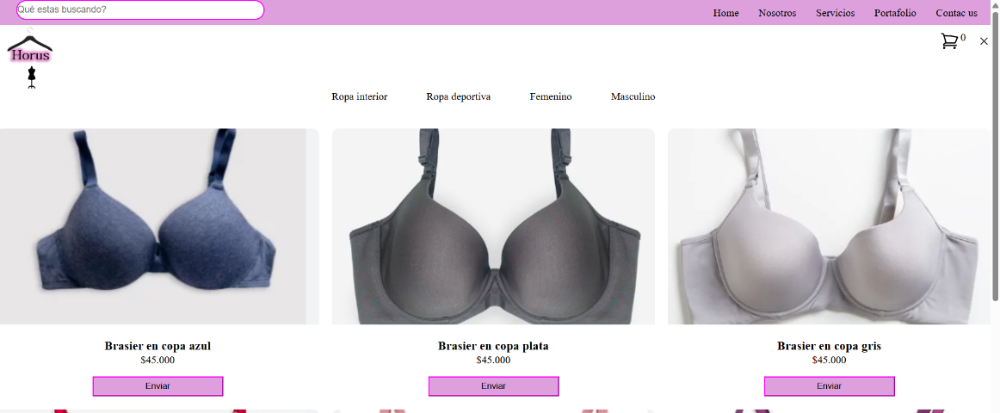 Qué estas buscando?
Home Nosotros Servicios Portafolio Contac us
Horus
0
Ropa interior Ropa deportiva Femenino Masculino
Brasier en copa azul
$45.000
Enviar
Brasier en copa plata
$45.000
Enviar
Brasier en copa gris
$45.000
Enviar